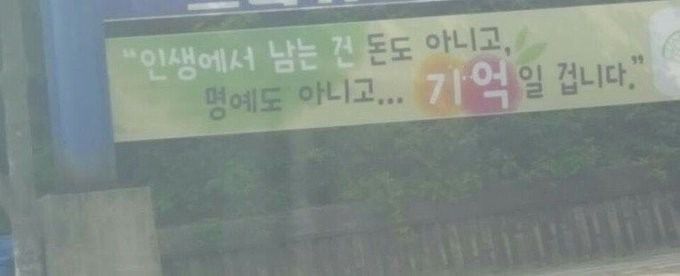 “인생에서 남는 건 돈도 아니고,
명예도 아니고... 기억일 겁니다.”